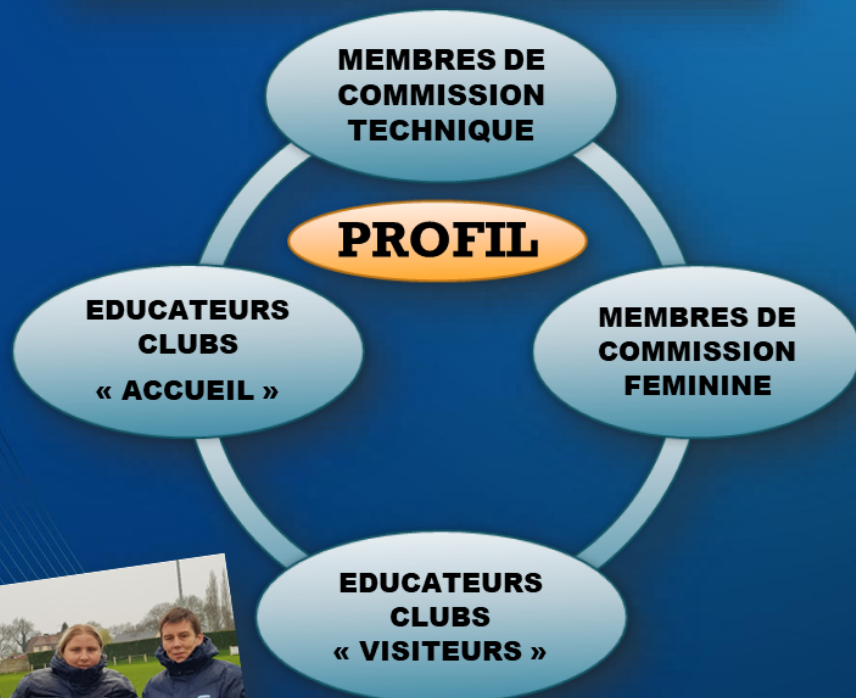 MEMBRES DE
COMMISSION
TECHNIQUE
PROFIL
EDUCATEURS
CLUBS
« ACCUEIL »
MEMBRES DE
COMMISSION
FEMININE
EDUCATEURS
CLUBS
« VISITEURS »